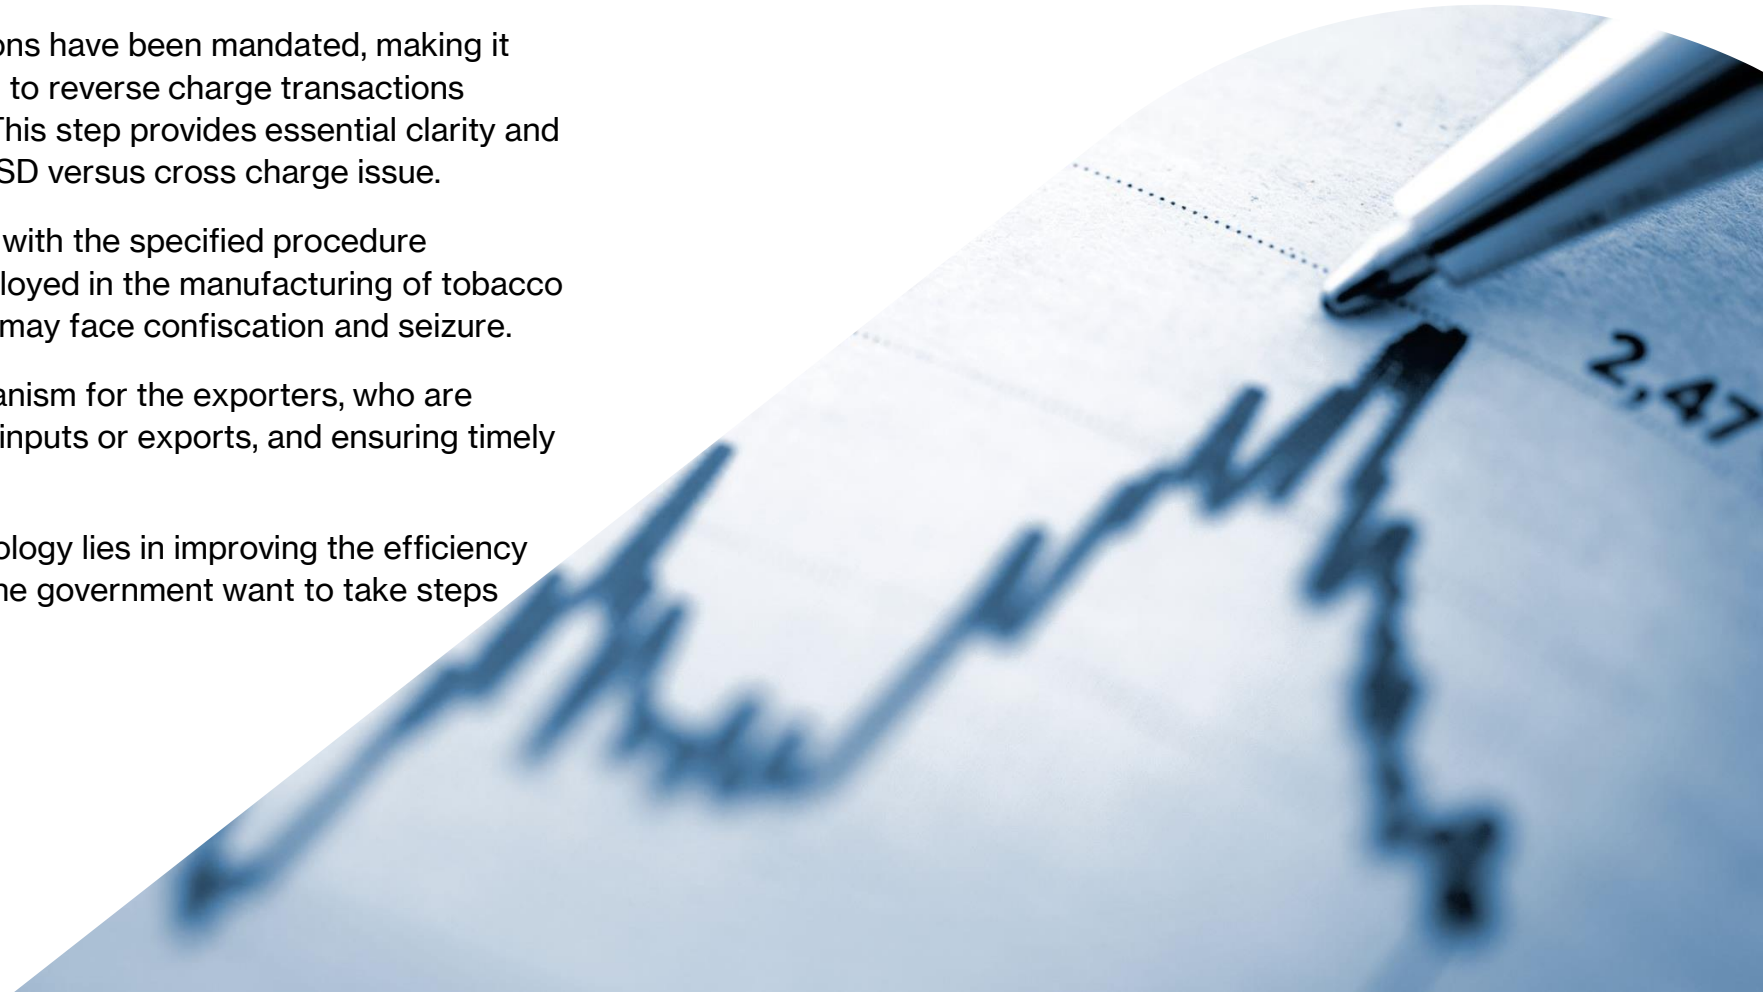 ons have been mandated, making it
to reverse charge transactions
This step provides essential clarity and
SD versus cross charge issue.
with the specified procedure
loyed in the manufacturing of tobacco
may face confiscation and seizure.
anism for the exporters, who are
inputs or exports, and ensuring timely
ology lies in improving the efficiency
he government want to take steps
2,47